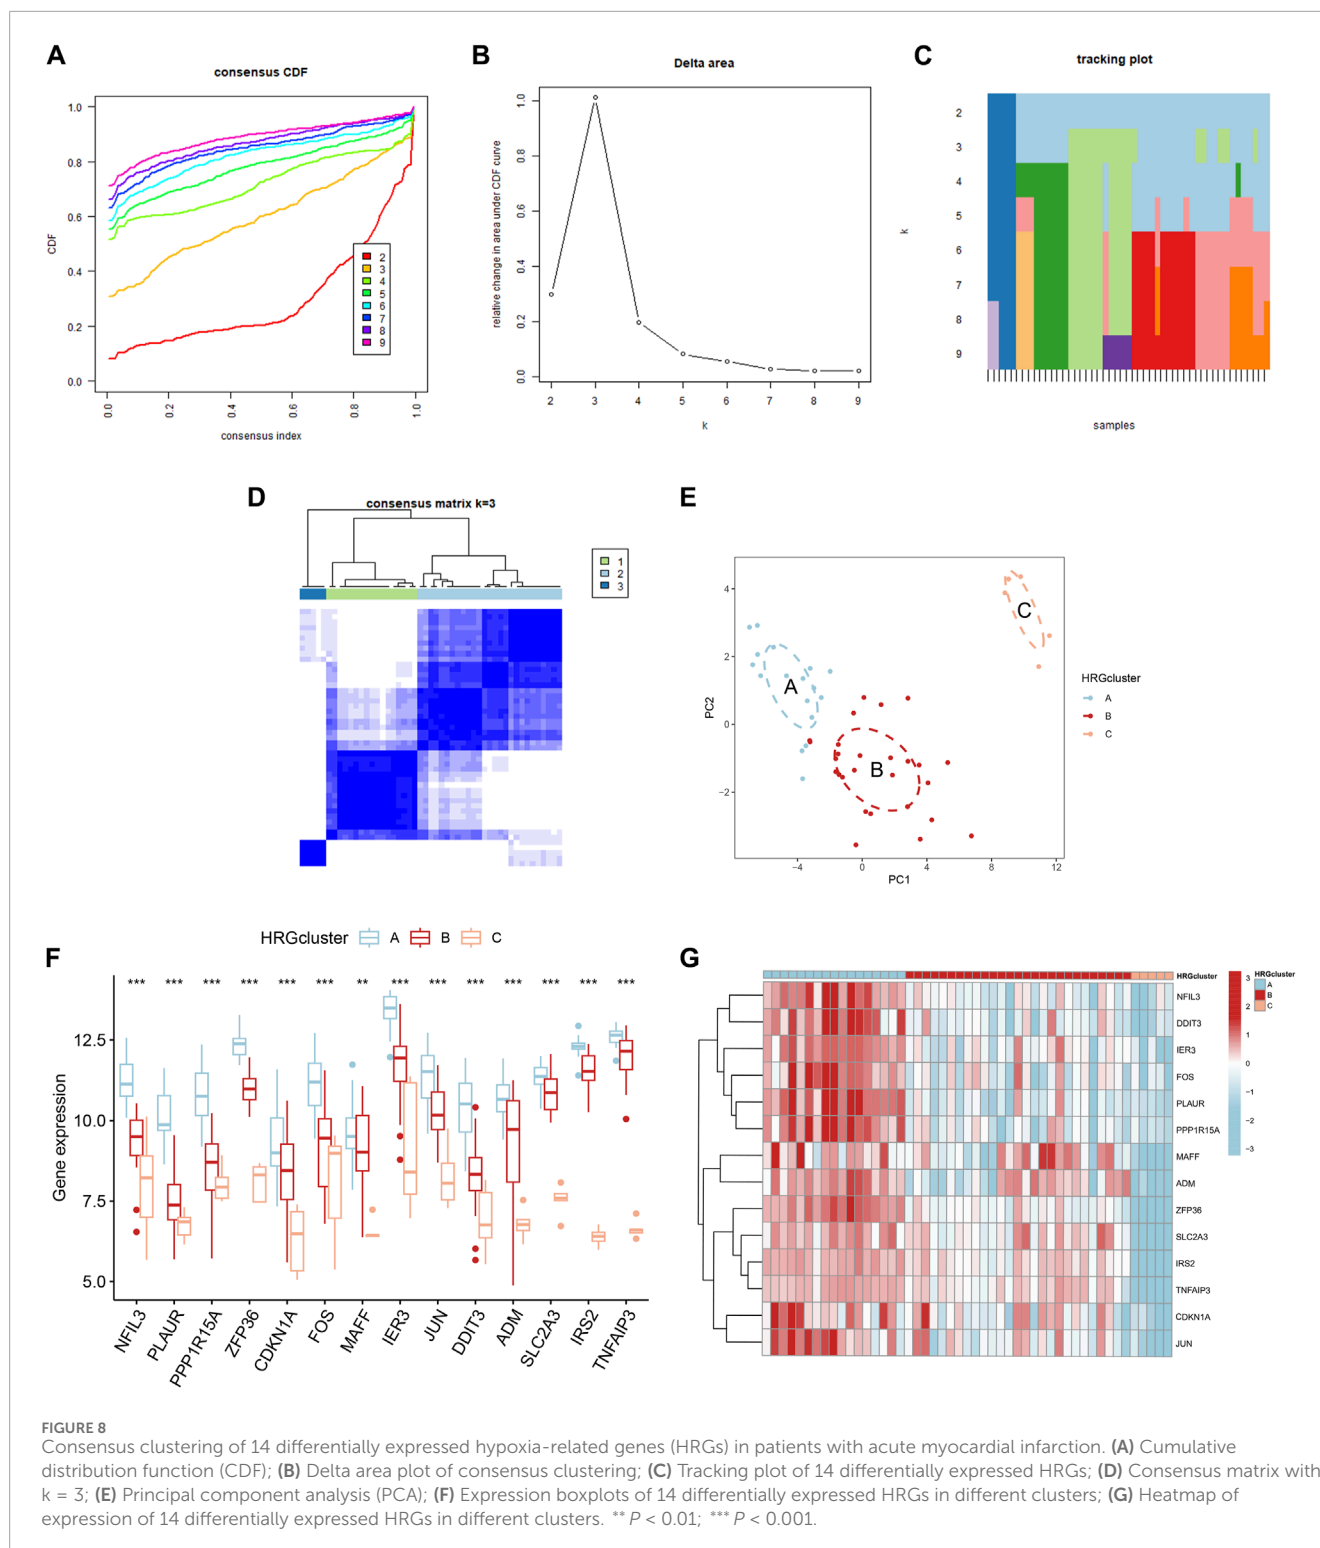 A
consensus CDF
1.0
0.8
0.6
0.4
0.2
0.0
CDF
0.0
0.2
0.4
0.6
0.8
1.0
consensus index
2
3
4
5
6
7
8
9
B
Delta area
1.0
0.8
0.6
0.4
0.2
0.0
relative change in area under CDF curve
2
3
4
5
6
7
8
9
k
C
tracking plot
2
3
4
5
6
7
8
9
k
samples
D
consensus matrix k=3
1
2
3
E
4
2
0
−2
PC2
−4
0
4
8
12
PC1
A
B
C
HRGcluster
A
B
C
F
HRGcluster A B C
*** *** *** *** *** *** ** *** *** *** *** *** *** ***
12.5
10.0
7.5
5.0
Gene expression
NFIL3
PLAUR
PPP1R15A
ZFP36
CDKN1A
FOS
MAFF
IER3
JUN
DDIT3
ADM
SLC2A3
IRS2
TNFAIP3
G
HRGcluster
NFIL3
DDIT3
IER3
FOS
PLAUR
PPP1R15A
MAFF
ADM
ZFP36
SLC2A3
IRS2
TNFAIP3
CDKN1A
JUN
3
2
1
0
−1
−2
−3
HRGcluster
A
B
C
FIGURE 8
Consensus clustering of 14 differentially expressed hypoxia-related genes (HRGs) in patients with acute myocardial infarction. (A) Cumulative
distribution function (CDF); (B) Delta area plot of consensus clustering; (C) Tracking plot of 14 differentially expressed HRGs; (D) Consensus matrix with
k = 3; (E) Principal component analysis (PCA); (F) Expression boxplots of 14 differentially expressed HRGs in different clusters; (G) Heatmap of
expression of 14 differentially expressed HRGs in different clusters. ** P < 0.01; *** P < 0.001.